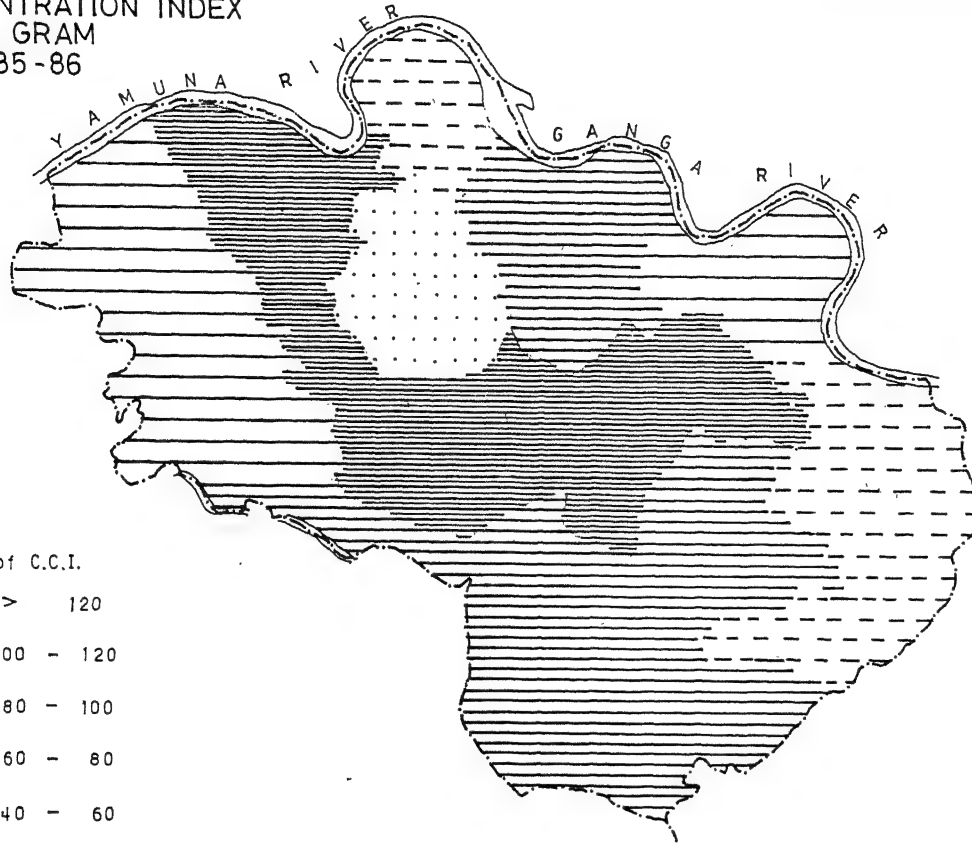 NTRATION INDEX
GRAM
85-86
YAMUNA RIVER
GANGA RIVER
of C.C.I.
> 120
00 - 120
80 - 100
60 - 80
40 - 60